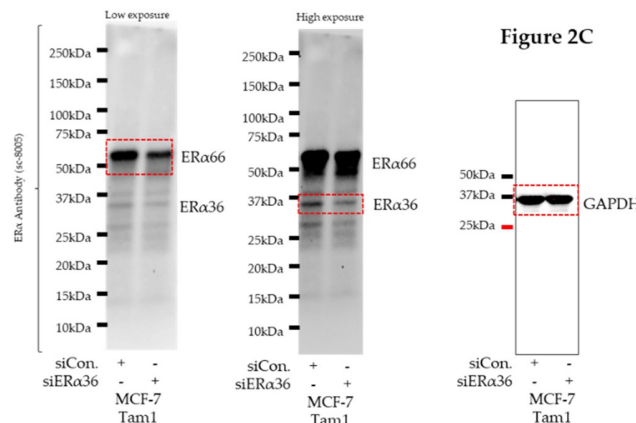 Low exposure
High exposure
Figure 2C
ERα Antibody (sc-8005)
250kDa
150kDa
100kDa
75kDa
50kDa
37kDa
25kDa
20kDa
15kDa
10kDa
ERα66
ERα36
250kDa
150kDa
100kDa
75kDa
50kDa
37kDa
25kDa
20kDa
15kDa
10kDa
ERα66
ERα36
50kDa
37kDa
25kDa
GAPDH
siCon. + -
siERα36 - +
MCF-7
Tam1
siCon. + -
siERα36 - +
MCF-7
Tam1
siCon. + -
siERα36 - +
MCF-7
Tam1